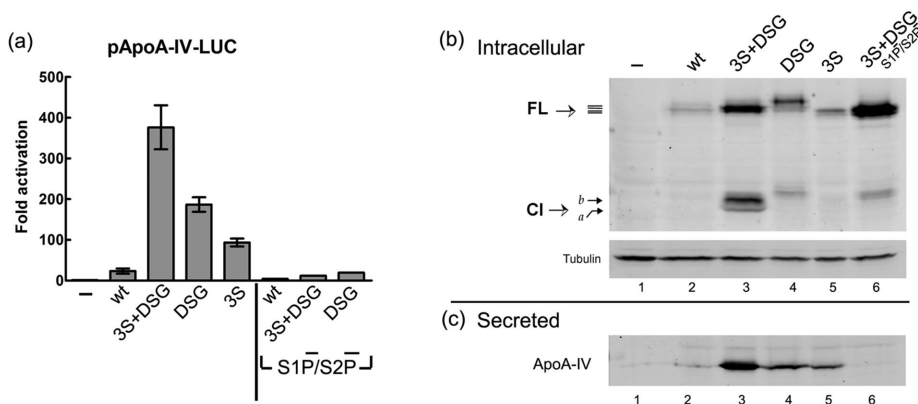 (a)
pApoA-IV-LUC
Fold activation
500
400
300
200
100
0
–
wt
3S+DSG
DSG
3S
wt
3S+DSG
DSG
S1P̅/S2P̅
(b) Intracellular
– wt 3S+DSG DSG 3S 3S+DSG S1P/S2P
FL
CI
b
a
Tubulin
1 2 3 4 5 6
(c) Secreted
ApoA-IV
1 2 3 4 5 6